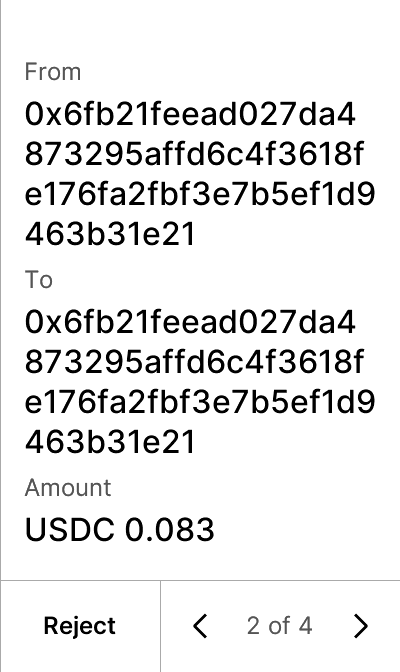 From
0x6fb21feead027da4
873295affd6c4f3618f
e176fa2fbf3e7b5ef1d9
463b31e21
To
0x6fb21feead027da4
873295affd6c4f3618f
e176fa2fbf3e7b5ef1d9
463b31e21
Amount
USDC 0.083
Reject
2 of 4